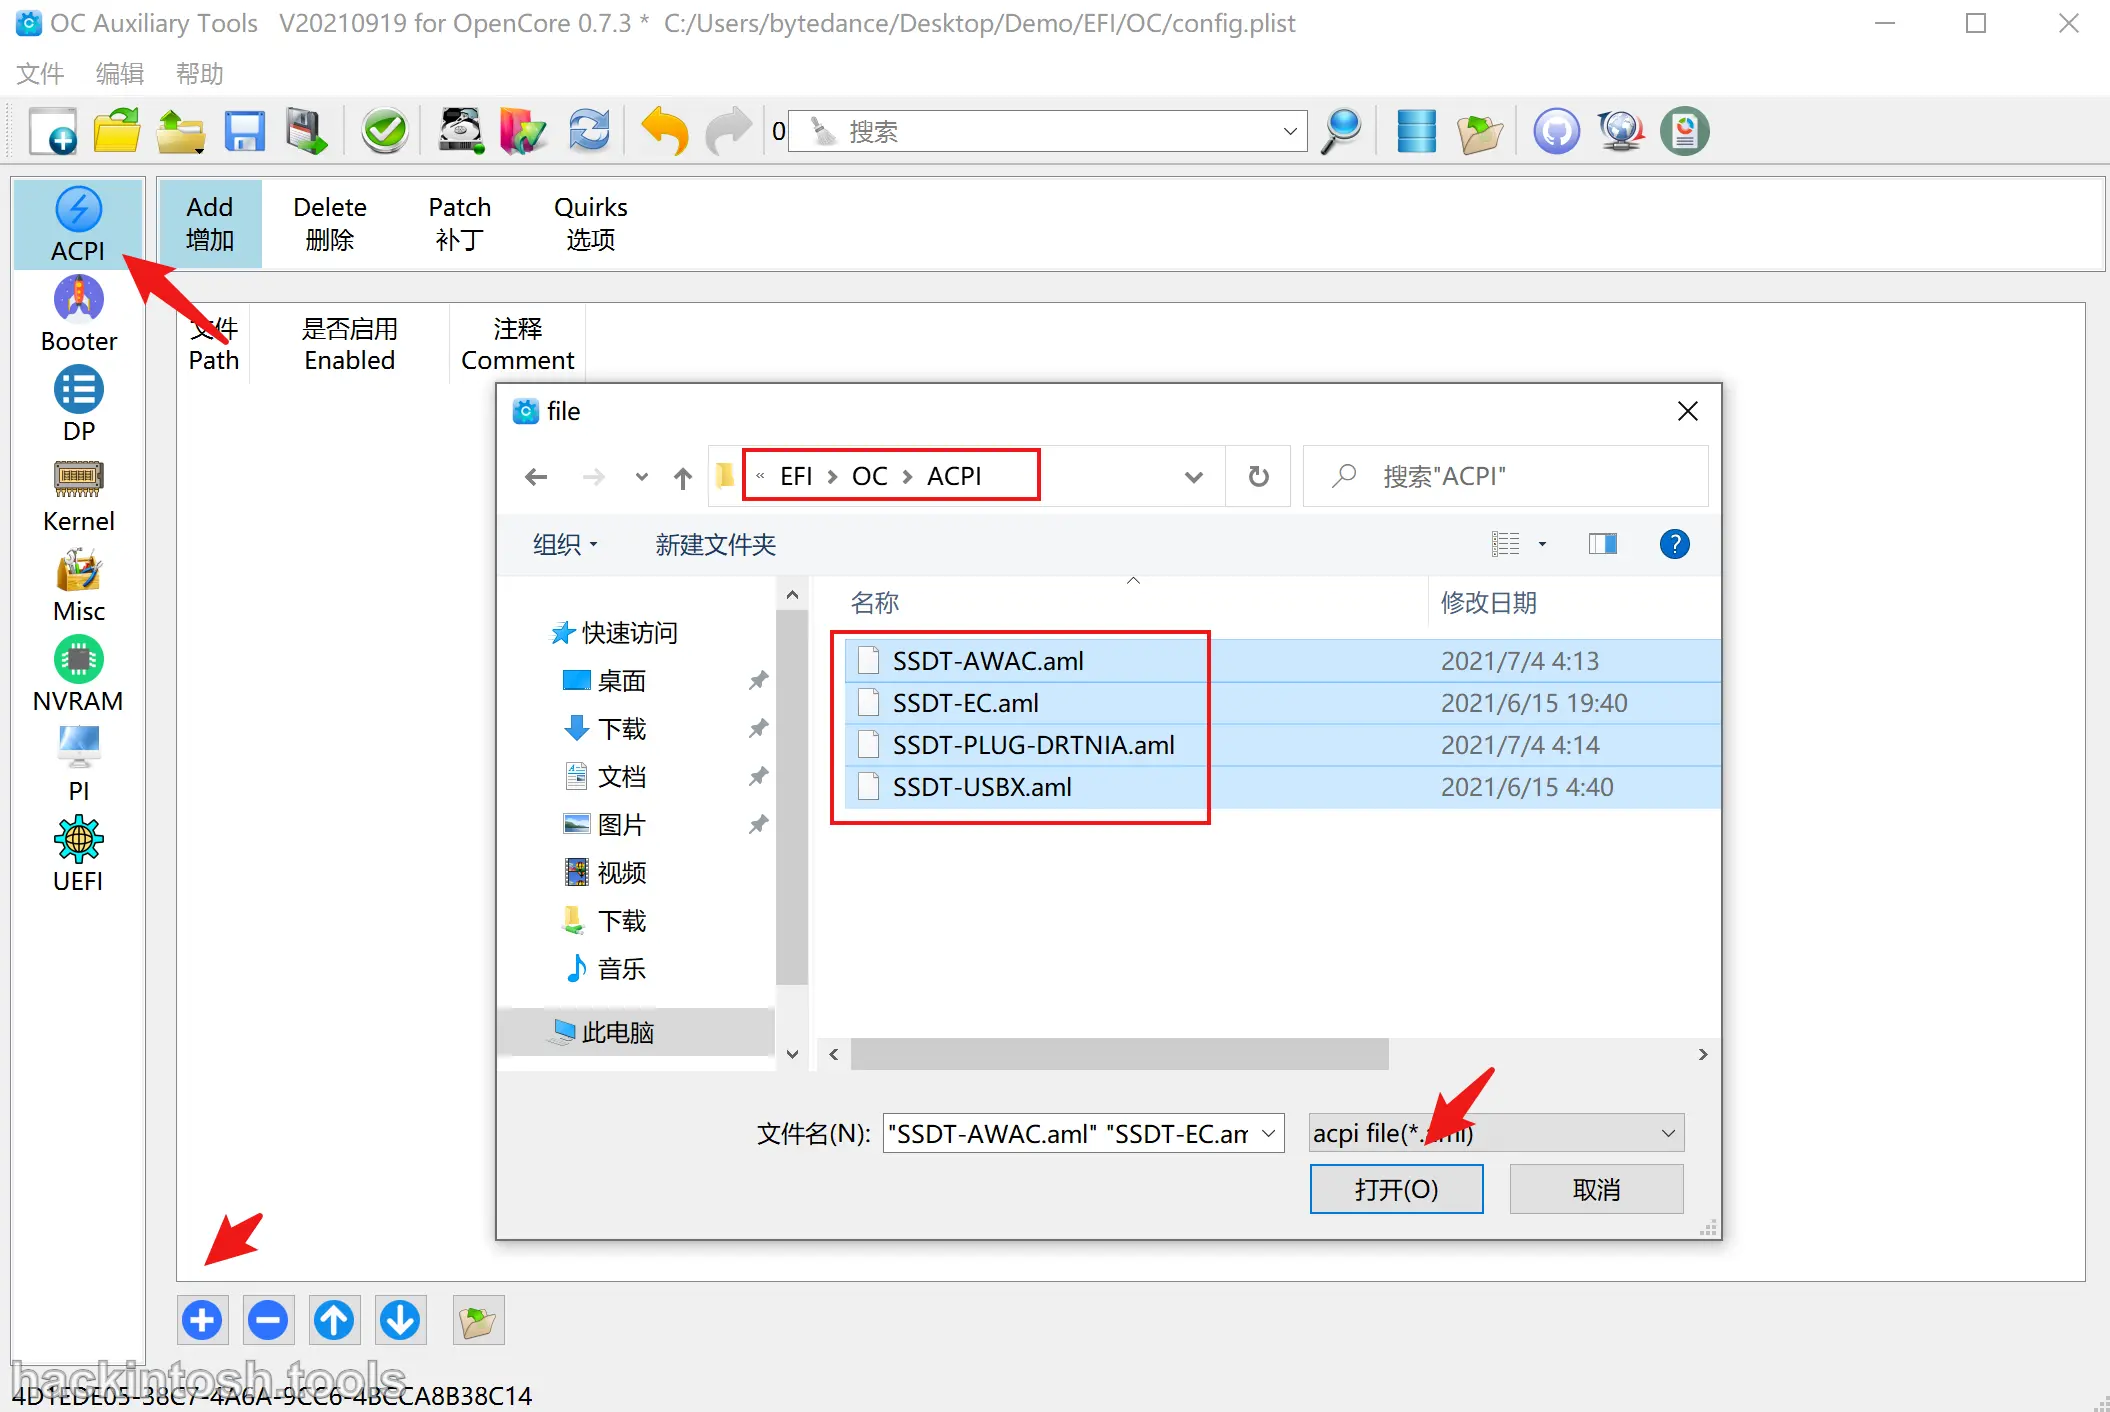 OC Auxiliary Tools   V20210919 for OpenCore 0.7.3 *  C:/Users/bytedance/Desktop/Demo/EFI/OC/config.plist
文件 编辑 帮助
0 搜索
ACPI
Booter
DP
Kernel
Misc
NVRAM
PI
UEFI
Add 增加
Delete 删除
Patch 补丁
Quirks 选项
文件 Path
是否启用 Enabled
注释 Comment
file
« EFI › OC › ACPI
搜索"ACPI"
组织 新建文件夹
名称 修改日期
快速访问
桌面
下载
文档
图片
视频
下载
音乐
此电脑
SSDT-AWAC.aml 2021/7/4 4:13
SSDT-EC.aml 2021/6/15 19:40
SSDT-PLUG-DRTNIA.aml 2021/7/4 4:14
SSDT-USBX.aml 2021/6/15 4:40
文件名(N): "SSDT-AWAC.aml" "SSDT-EC.am
acpi file(*.aml)
打开(O) 取消
hackintosh.tools
4D1EDE05-38C7-4A6A-9CC6-4BCCA8B38C14